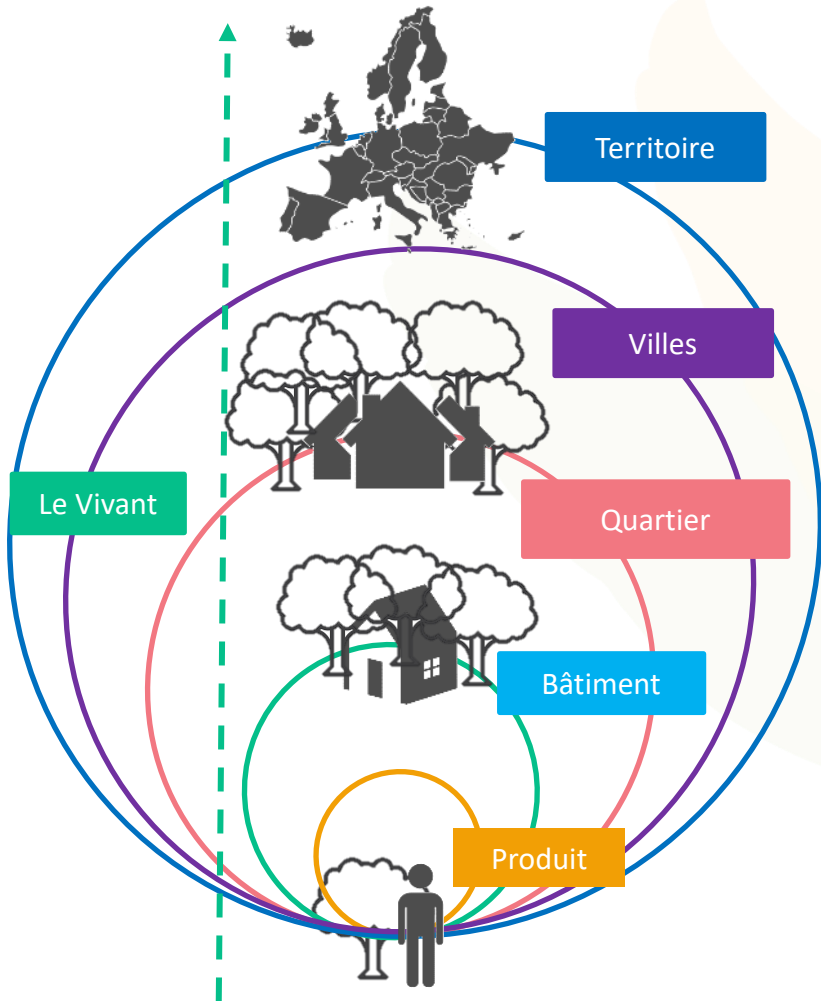 Territoire
Villes
Le Vivant
Quartier
Bâtiment
Produit